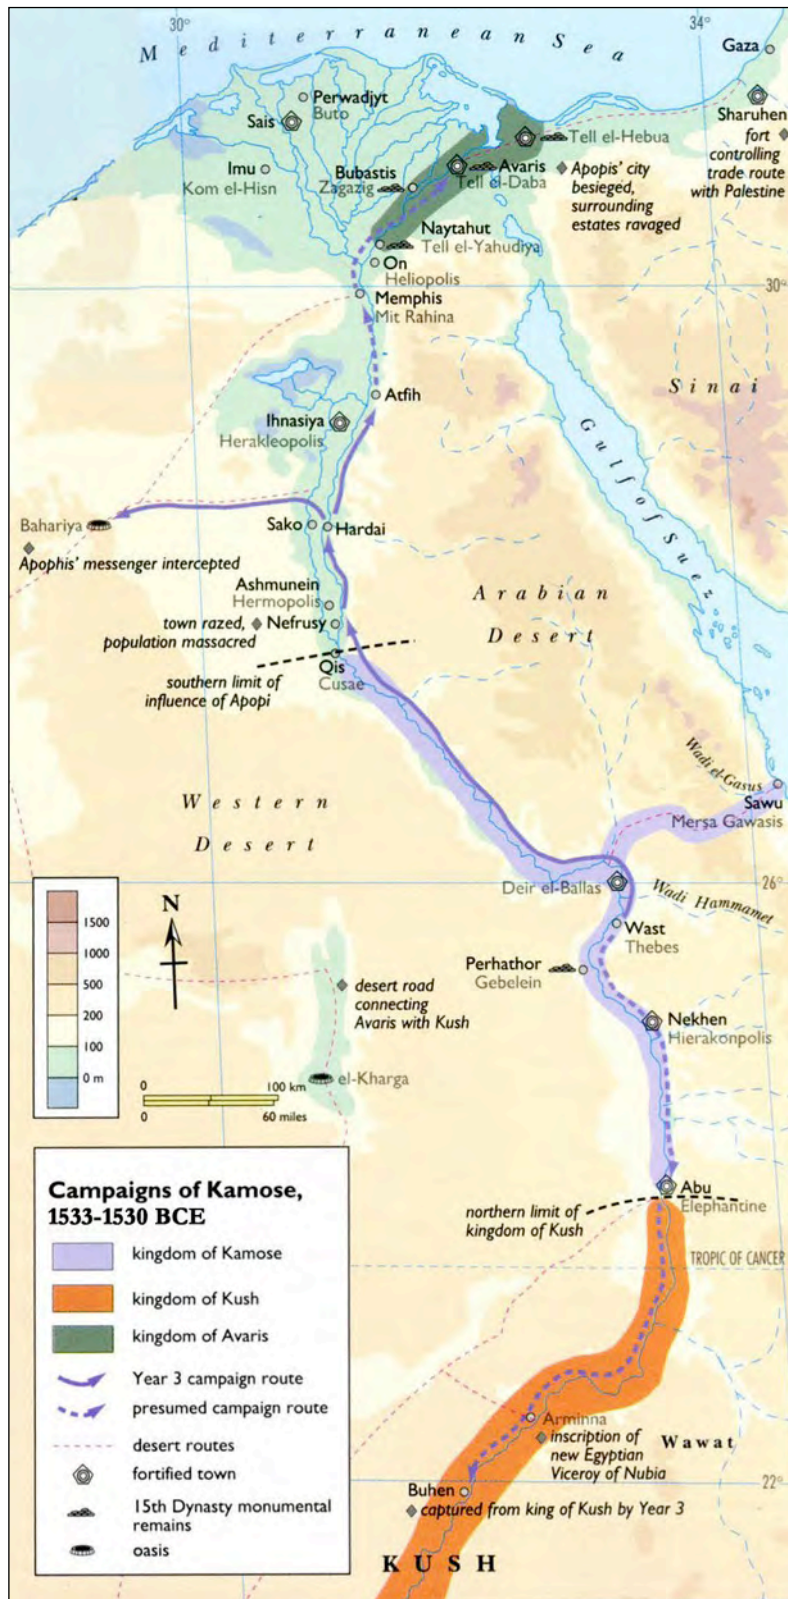 30°
34°
Mediterranean Sea
Gaza
Perwadjyt
Buto
Sais
Sharuhen
fort
controlling
trade route
with Palestine
Tell el-Hebua
Imu
Kom el-Hisn
Bubastis
Zagazig
Avaris
Tell el-Daba
Apopis' city
besieged,
surrounding
estates ravaged
Naytahut
Tell el-Yahudiya
On
Heliopolis
30°
Memphis
Mit Rahina
Sinai
Atfih
Ihnasiya
Herakleopolis
Gulf of Suez
Bahariya
Sako
Hardai
Apophis' messenger intercepted
Ashmunein
Hermopolis
Arabian
Desert
town razed,
population massacred
Nefrusy
Qis
Cusae
southern limit of
influence of Apopi
Wadi el-Gasus
Sawu
Mersa Gawasis
Western
Desert
Deir el-Ballas
26°
Wadi Hammamet
1500
1000
500
200
100
0 m
N
Wast
Thebes
Perhathor
Gebelein
desert road
connecting
Avaris with Kush
Nekhen
Hierakonpolis
el-Kharga
0
100 km
0
60 miles
Abu
Elephantine
northern limit of
kingdom of Kush
TROPIC OF CANCER
Campaigns of Kamose,
1533-1530 BCE
kingdom of Kamose
kingdom of Kush
kingdom of Avaris
Year 3 campaign route
presumed campaign route
desert routes
fortified town
15th Dynasty monumental
remains
oasis
Arminna
inscription of
new Egyptian
Viceroy of Nubia
Wawat
Buhen
22°
captured from king of Kush by Year 3
KUSH